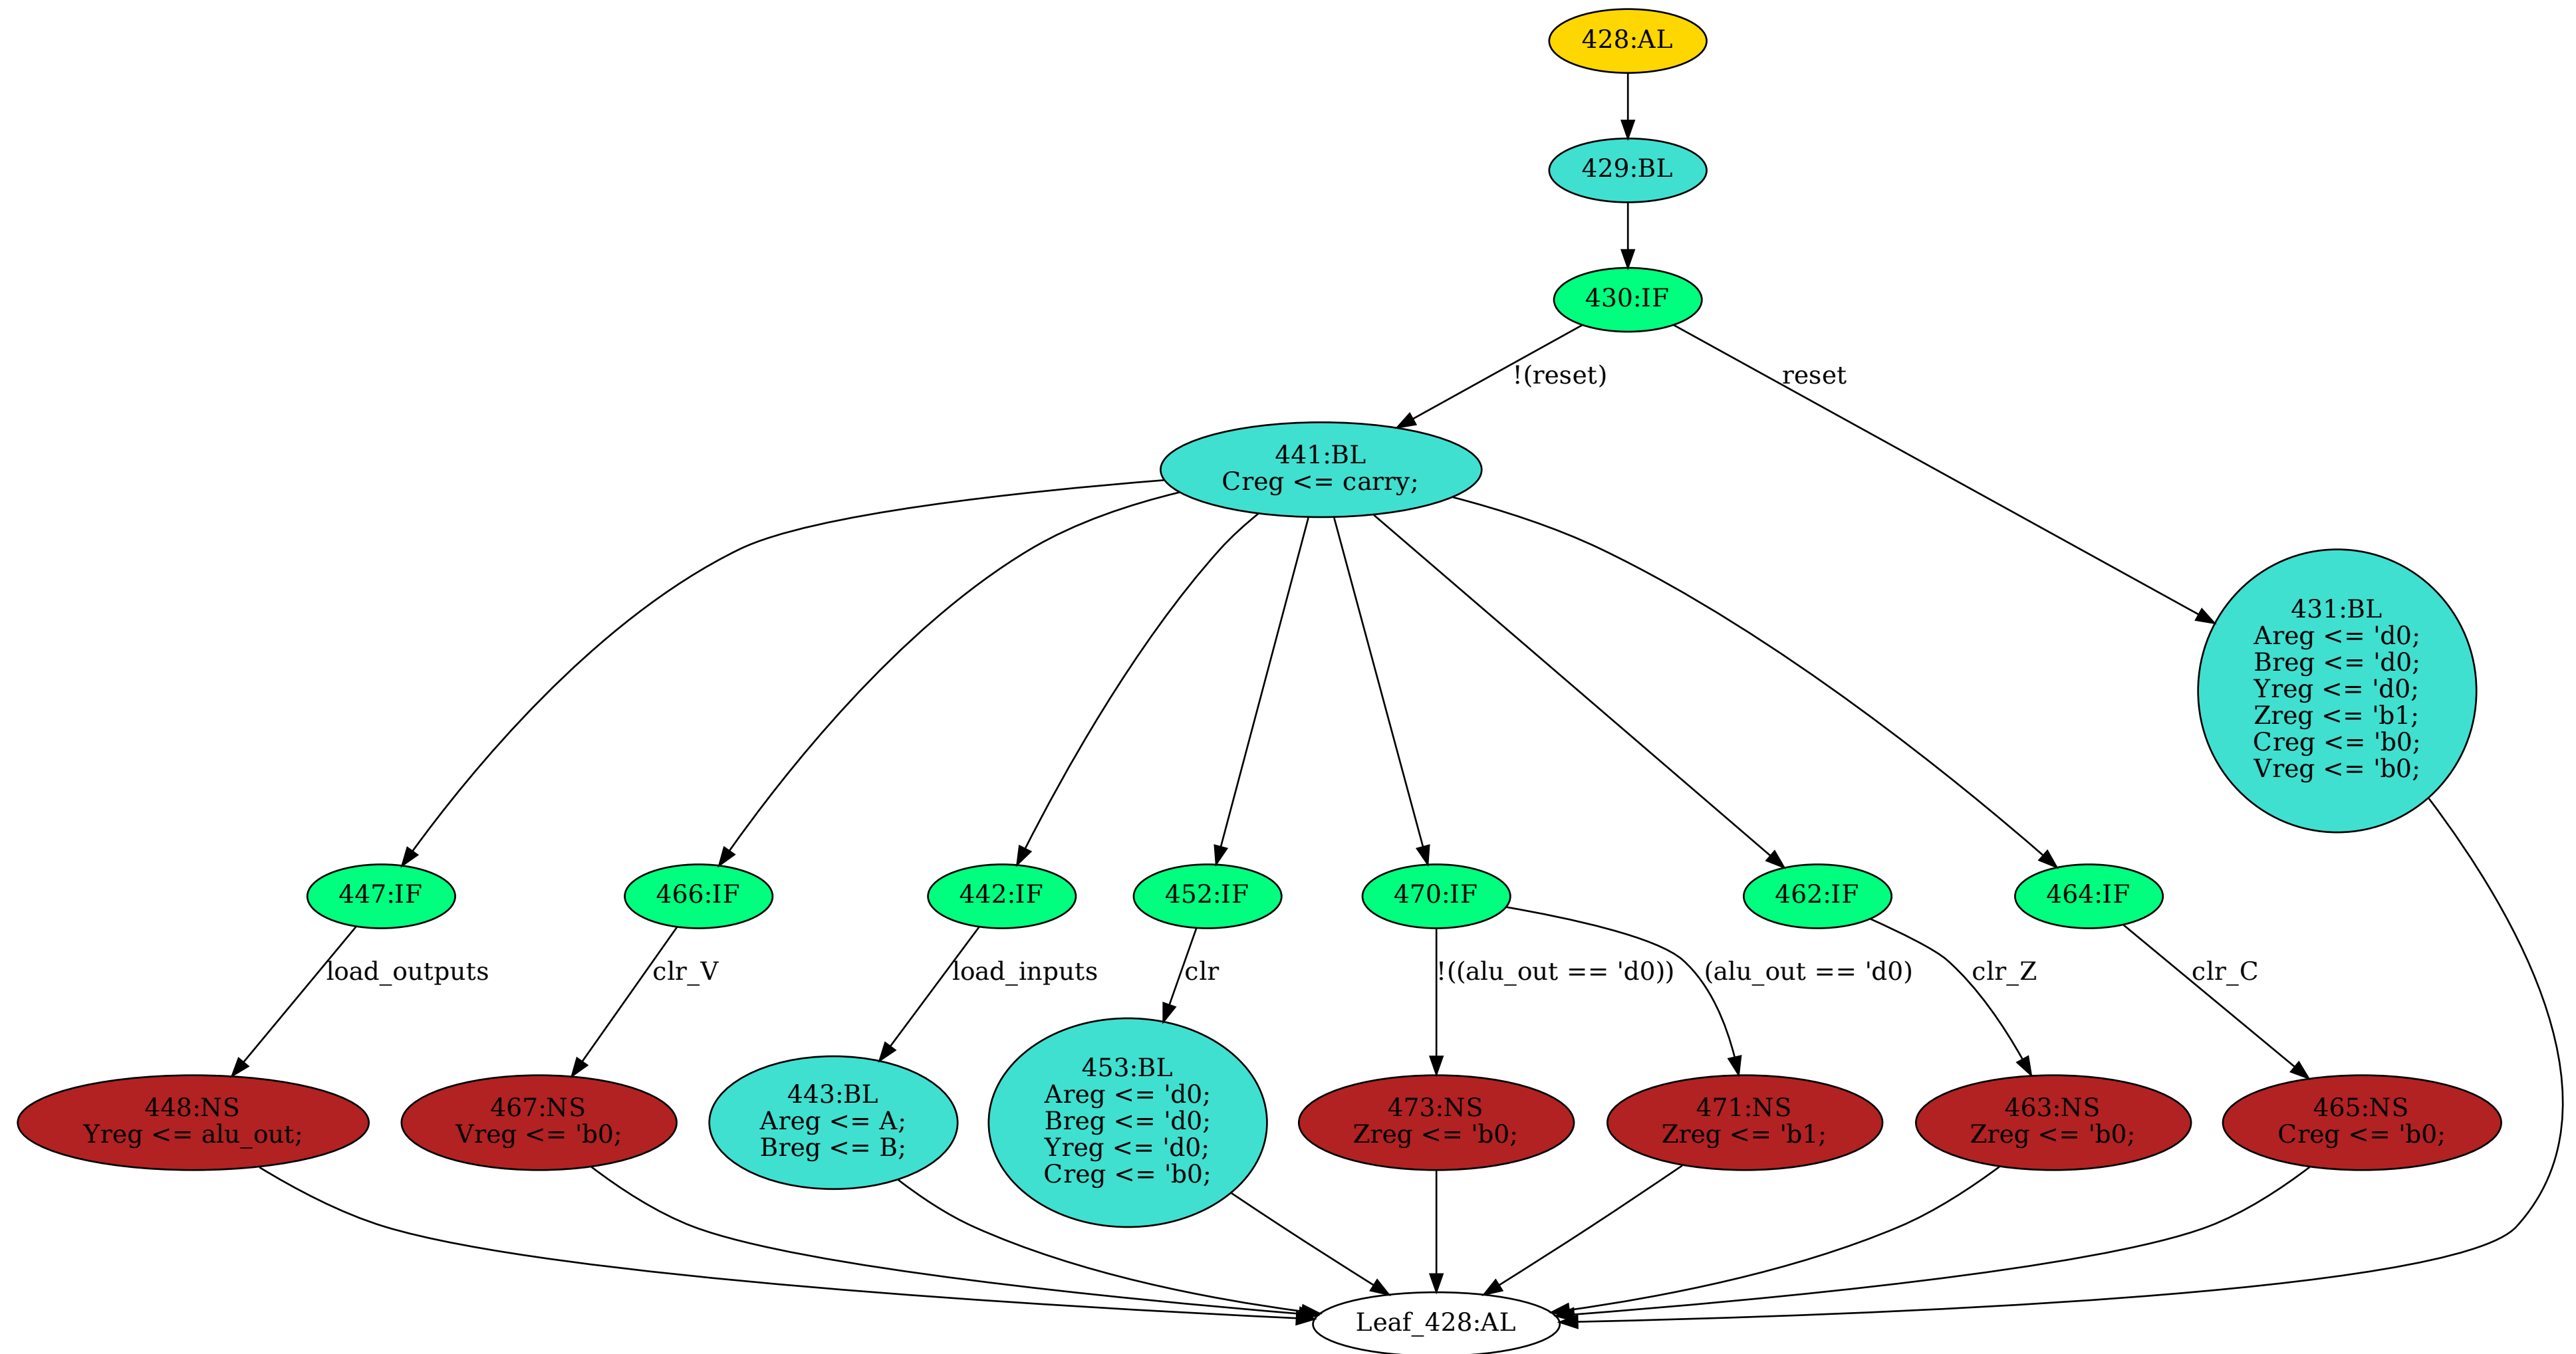 428:AL
429:BL
430:IF
!(reset)
reset
441:BL
Creg <= carry;
431:BL
Areg <= 'd0;
Breg <= 'd0;
Yreg <= 'd0;
Zreg <= 'b1;
Creg <= 'b0;
Vreg <= 'b0;
447:IF
466:IF
442:IF
452:IF
470:IF
462:IF
464:IF
load_outputs
clr_V
load_inputs
clr
!((alu_out == 'd0))
(alu_out == 'd0)
clr_Z
clr_C
448:NS
Yreg <= alu_out;
467:NS
Vreg <= 'b0;
443:BL
Areg <= A;
Breg <= B;
453:BL
Areg <= 'd0;
Breg <= 'd0;
Yreg <= 'd0;
Creg <= 'b0;
473:NS
Zreg <= 'b0;
471:NS
Zreg <= 'b1;
463:NS
Zreg <= 'b0;
465:NS
Creg <= 'b0;
Leaf_428:AL